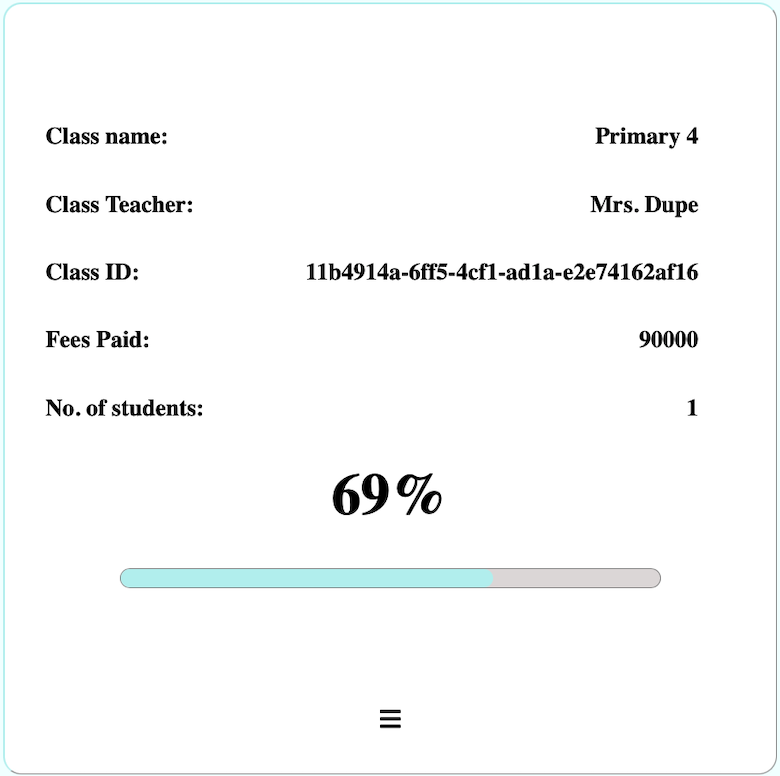 Class name: Primary 4
Class Teacher: Mrs. Dupe
Class ID: 11b4914a-6ff5-4cf1-ad1a-e2e74162af16
Fees Paid: 90000
No. of students: 1
69%